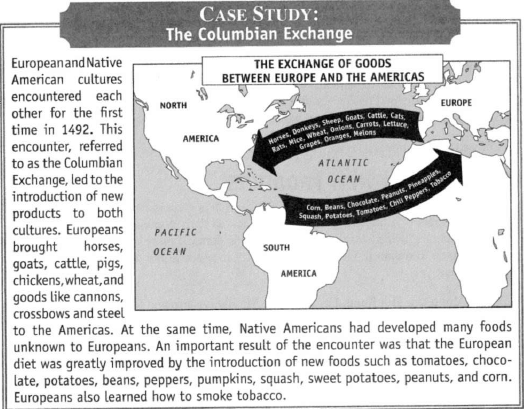 CASE STUDY:
The Columbian Exchange
European and Native
American cultures
encountered each
other for the first
time in 1492. This
encounter, referred
to as the Columbian
Exchange, led to the
introduction of new
products to both
cultures. Europeans
brought horses,
goats, cattle, pigs,
chickens, wheat, and
goods like cannons,
crossbows and steel
to the Americas. At the same time, Native Americans had developed many foods
unknown to Europeans. An important result of the encounter was that the European
diet was greatly improved by the introduction of new foods such as tomatoes, choco-
late, potatoes, beans, peppers, pumpkins, squash, sweet potatoes, peanuts, and corn.
Europeans also learned how to smoke tobacco.
THE EXCHANGE OF GOODS
BETWEEN EUROPE AND THE AMERICAS
NORTH
AMERICA
EUROPE
Horses, Donkeys, Sheep, Goats, Cattle, Cats,
Rats, Mice, Wheat, Onions, Carrots, Lettuce,
Grapes, Oranges, Melons
ATLANTIC
OCEAN
Corn, Beans, Chocolate, Peanuts, Pineapples,
Squash, Potatoes, Tomatoes, Chili Peppers, Tobacco
PACIFIC
OCEAN
SOUTH
AMERICA